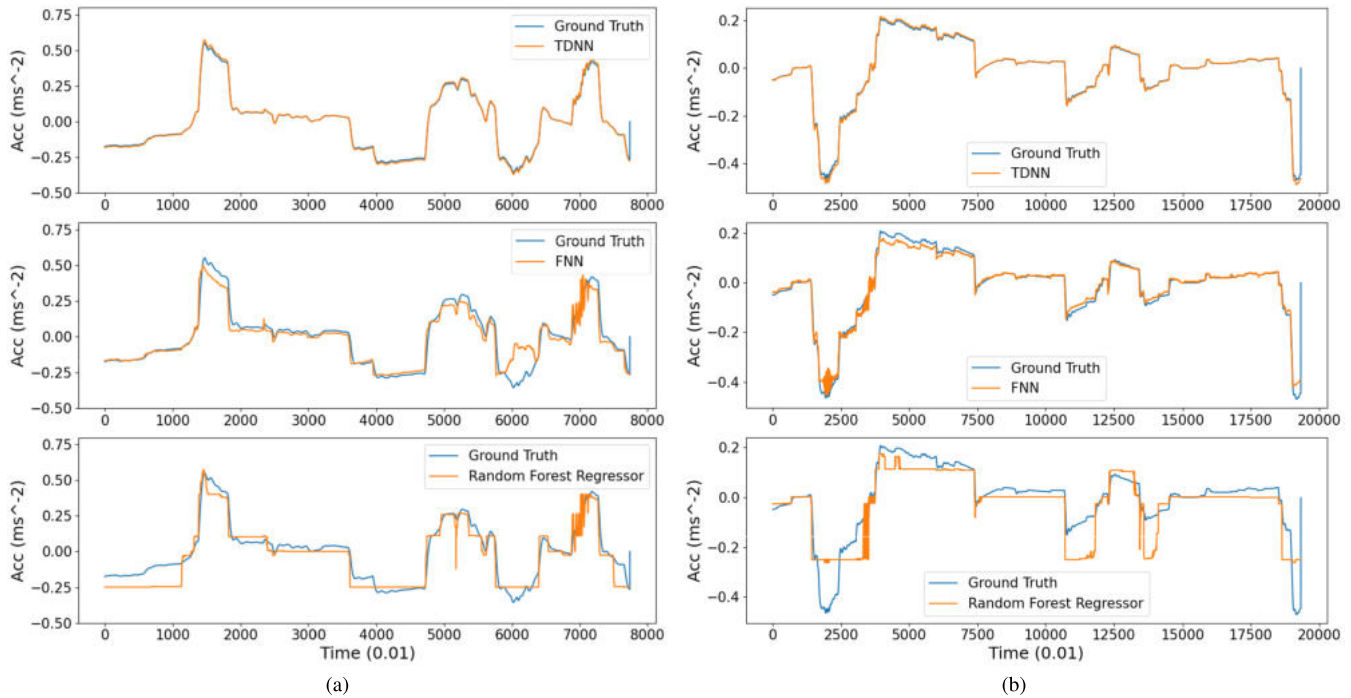 0.75
0.50
0.25
0.00
−0.25
−0.50
Acc (ms^-2)
Ground Truth
TDNN
0 1000 2000 3000 4000 5000 6000 7000 8000
0.75
0.50
0.25
0.00
−0.25
−0.50
Acc (ms^-2)
Ground Truth
FNN
0 1000 2000 3000 4000 5000 6000 7000 8000
0.75
0.50
0.25
0.00
−0.25
−0.50
Acc (ms^-2)
Ground Truth
Random Forest Regressor
0 1000 2000 3000 4000 5000 6000 7000 8000
Time (0.01)
(a)
0.2
0.0
−0.2
−0.4
Acc (ms^-2)
Ground Truth
TDNN
0 2500 5000 7500 10000 12500 15000 17500 20000
0.2
0.0
−0.2
−0.4
Acc (ms^-2)
Ground Truth
FNN
0 2500 5000 7500 10000 12500 15000 17500 20000
0.2
0.0
−0.2
−0.4
Acc (ms^-2)
Ground Truth
Random Forest Regressor
0 2500 5000 7500 10000 12500 15000 17500 20000
Time (0.01)
(b)